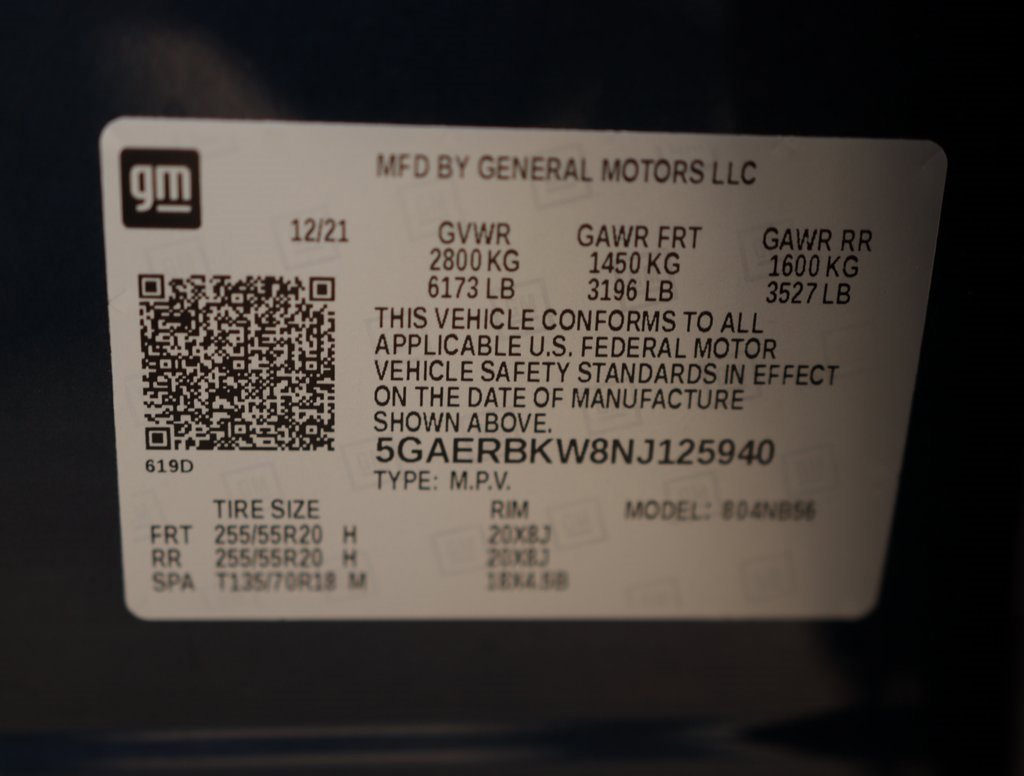 gm
MFD BY GENERAL MOTORS LLC
12/21 GVWR GAWR FRT GAWR RR
2800 KG 1450 KG 1600 KG
6173 LB 3196 LB 3527 LB
THIS VEHICLE CONFORMS TO ALL
APPLICABLE U.S. FEDERAL MOTOR
VEHICLE SAFETY STANDARDS IN EFFECT
ON THE DATE OF MANUFACTURE
SHOWN ABOVE.
5GAERBKW8NJ125940
619D
TYPE: M.P.V.
TIRE SIZE RIM MODEL: 804NB56
FRT 255/55R20 H 20X8J
RR 255/55R20 H 20X8J
SPA T135/70R18 M 18X4.5B